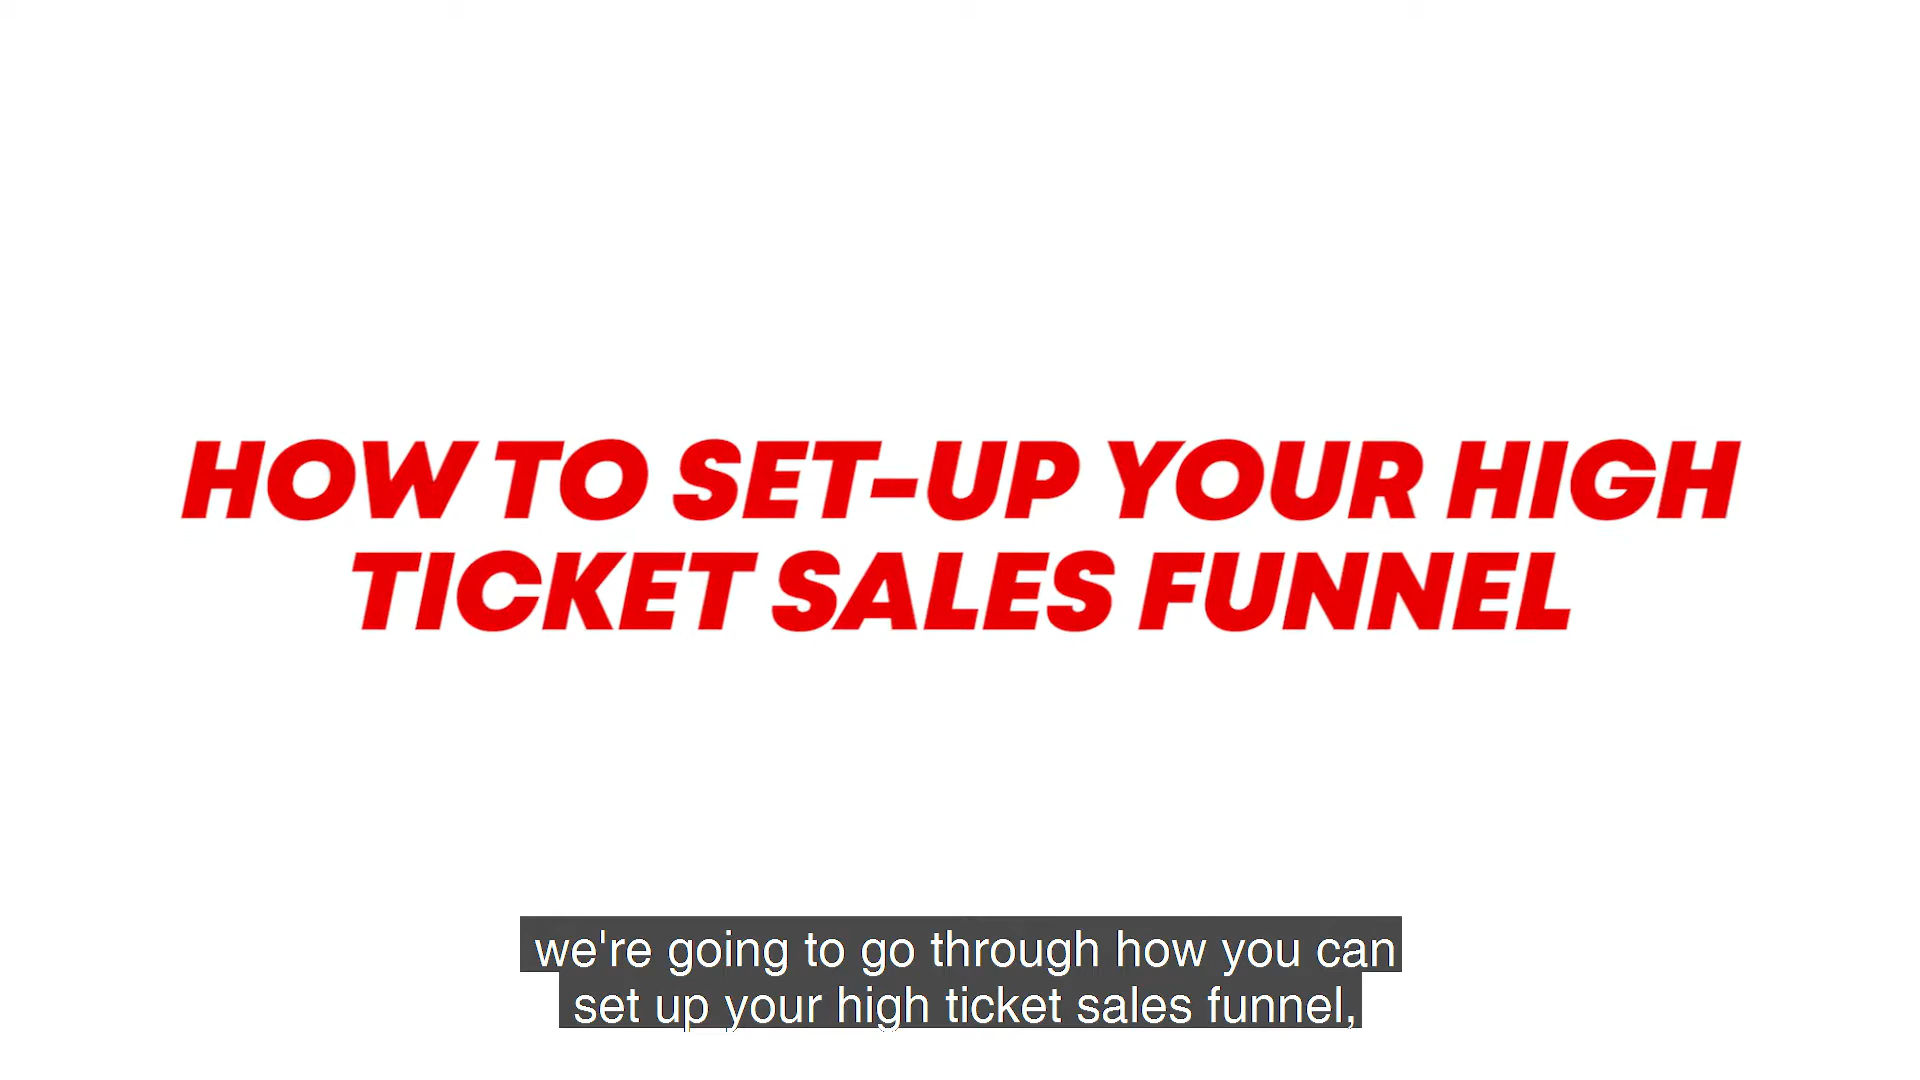 HOW TO SET-UP YOUR HIGH
TICKET SALES FUNNEL
we're going to go through how you can
set up your high ticket sales funnel,